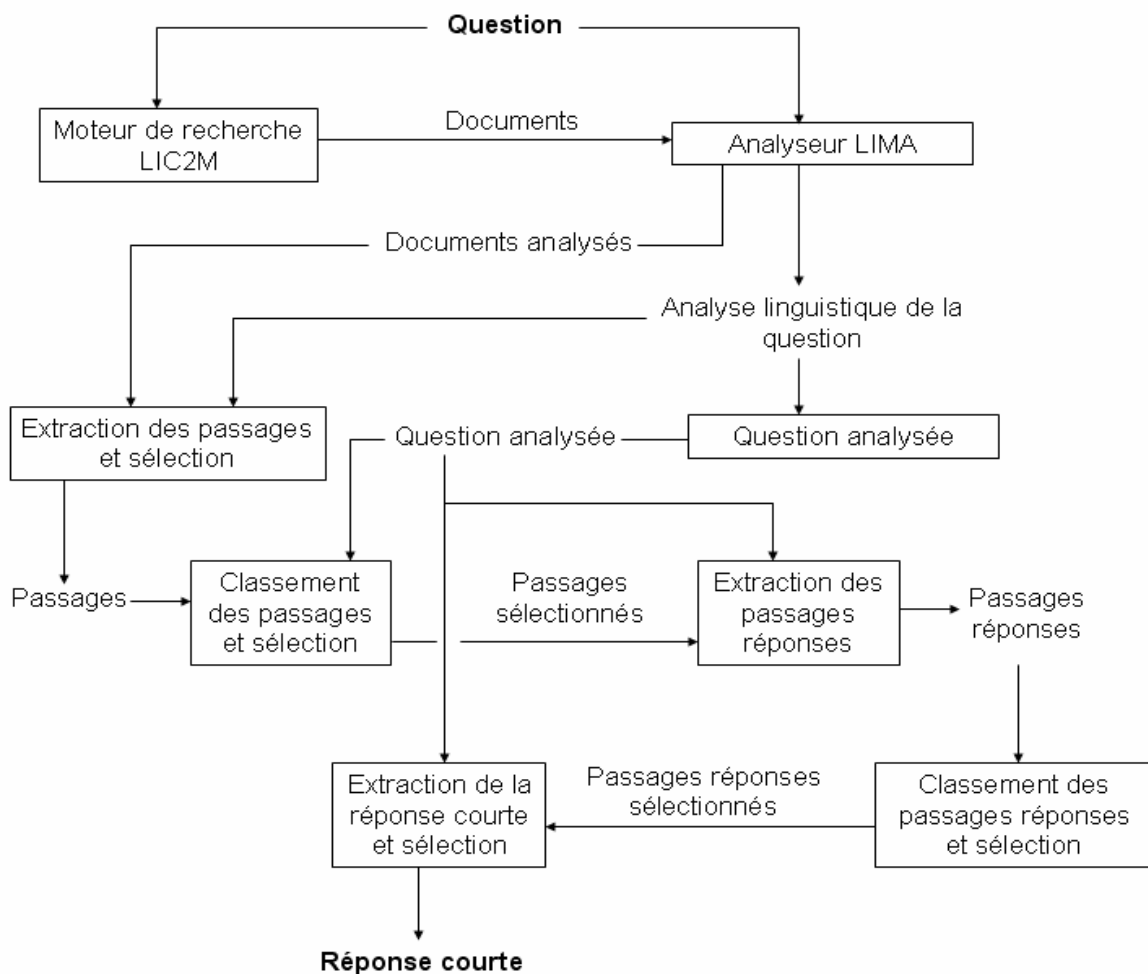 Question
Moteur de recherche
LIC2M
Documents
Analyseur LIMA
Documents analysés
Analyse linguistique de la
question
Extraction des passages
et sélection
Question analysée
Question analysée
Passages
Classement
des passages
et sélection
Passages
sélectionnés
Extraction des
passages
réponses
Passages
réponses
Extraction de la
réponse courte
et sélection
Passages réponses
sélectionnés
Classement des
passages réponses
et sélection
Réponse courte